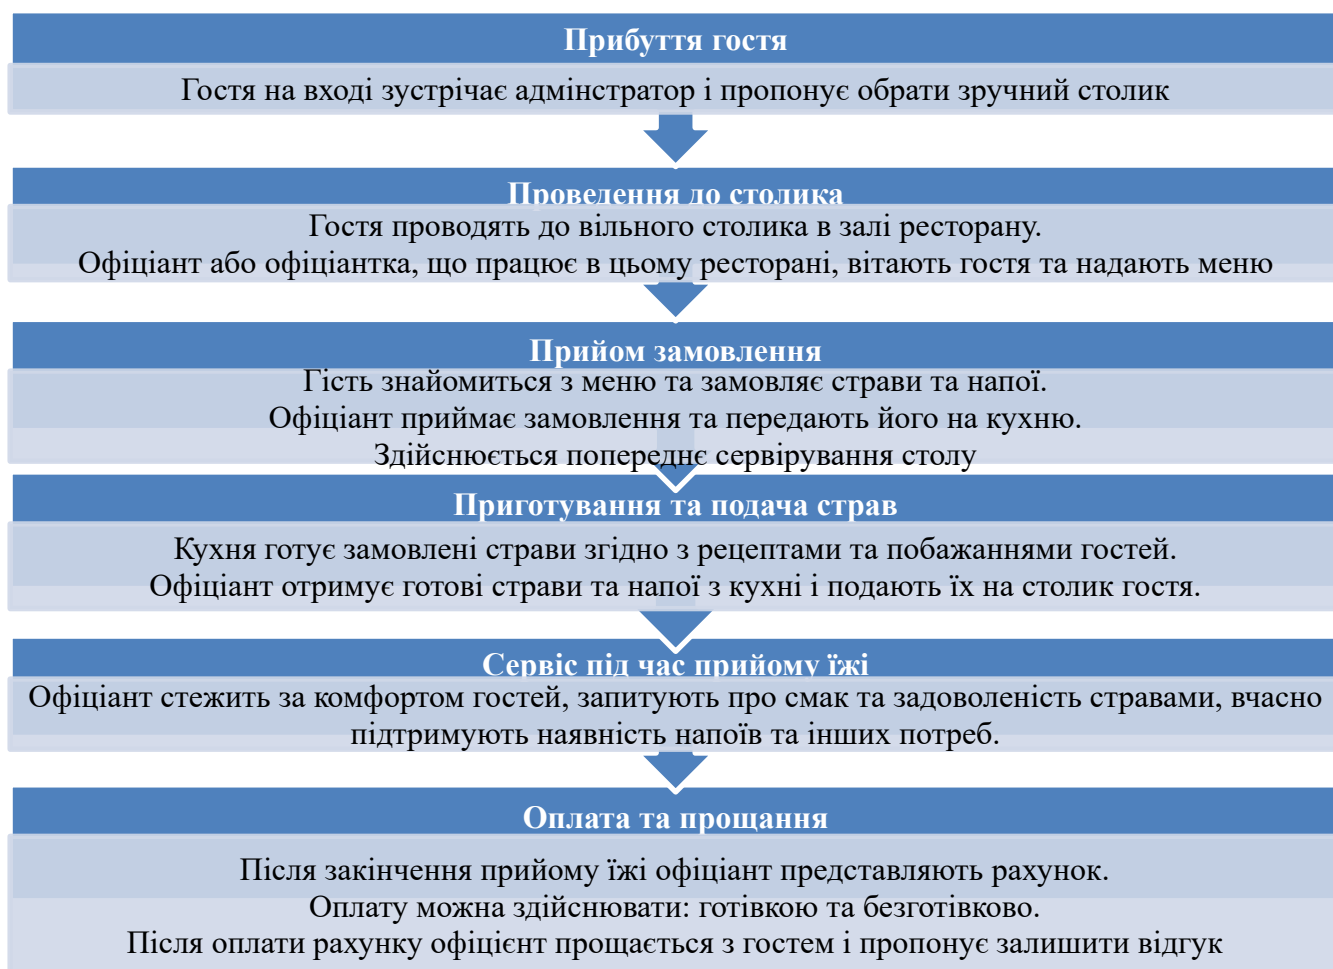 Прибуття гостя
Гостя на вході зустрічає адмінстратор і пропонує обрати зручний столик
Проведення до столика
Гостя проводять до вільного столика в залі ресторану.
Офіціант або офіціантка, що працює в цьому ресторані, вітають гостя та надають меню
Прийом замовлення
Гість знайомиться з меню та замовляє страви та напої.
Офіціант приймає замовлення та передають його на кухню.
Здійснюється попереднє сервірування столу
Приготування та подача страв
Кухня готує замовлені страви згідно з рецептами та побажаннями гостей.
Офіціант отримує готові страви та напої з кухні і подають їх на столик гостя.
Сервіс під час прийому їжі
Офіціант стежить за комфортом гостей, запитують про смак та задоволеність стравами, вчасно
підтримують наявність напоїв та інших потреб.
Оплата та прощання
Після закінчення прийому їжі офіціант представляють рахунок.
Оплату можна здійснювати: готівкою та безготівково.
Після оплати рахунку офіцієнт прощається з гостем і пропонує залишити відгук